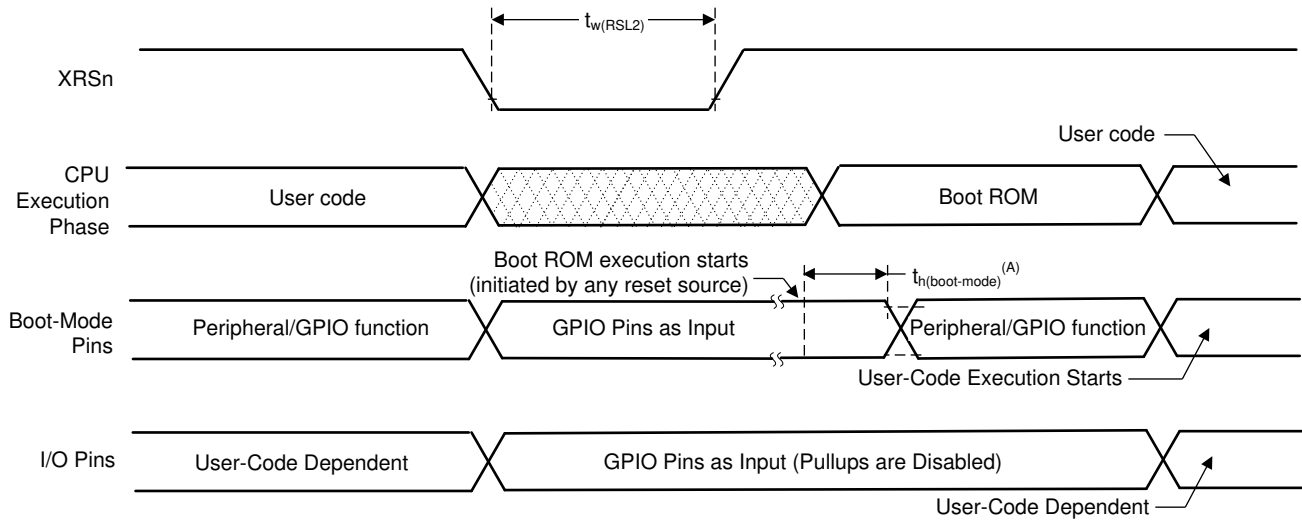 tw(RSL2)
XRSn
User code
CPU
Execution
Phase
User code
Boot ROM
Boot ROM execution starts
(initiated by any reset source)
th(boot-mode)(A)
Boot-Mode
Pins
Peripheral/GPIO function
GPIO Pins as Input
Peripheral/GPIO function
User-Code Execution Starts
I/O Pins
User-Code Dependent
GPIO Pins as Input (Pullups are Disabled)
User-Code Dependent